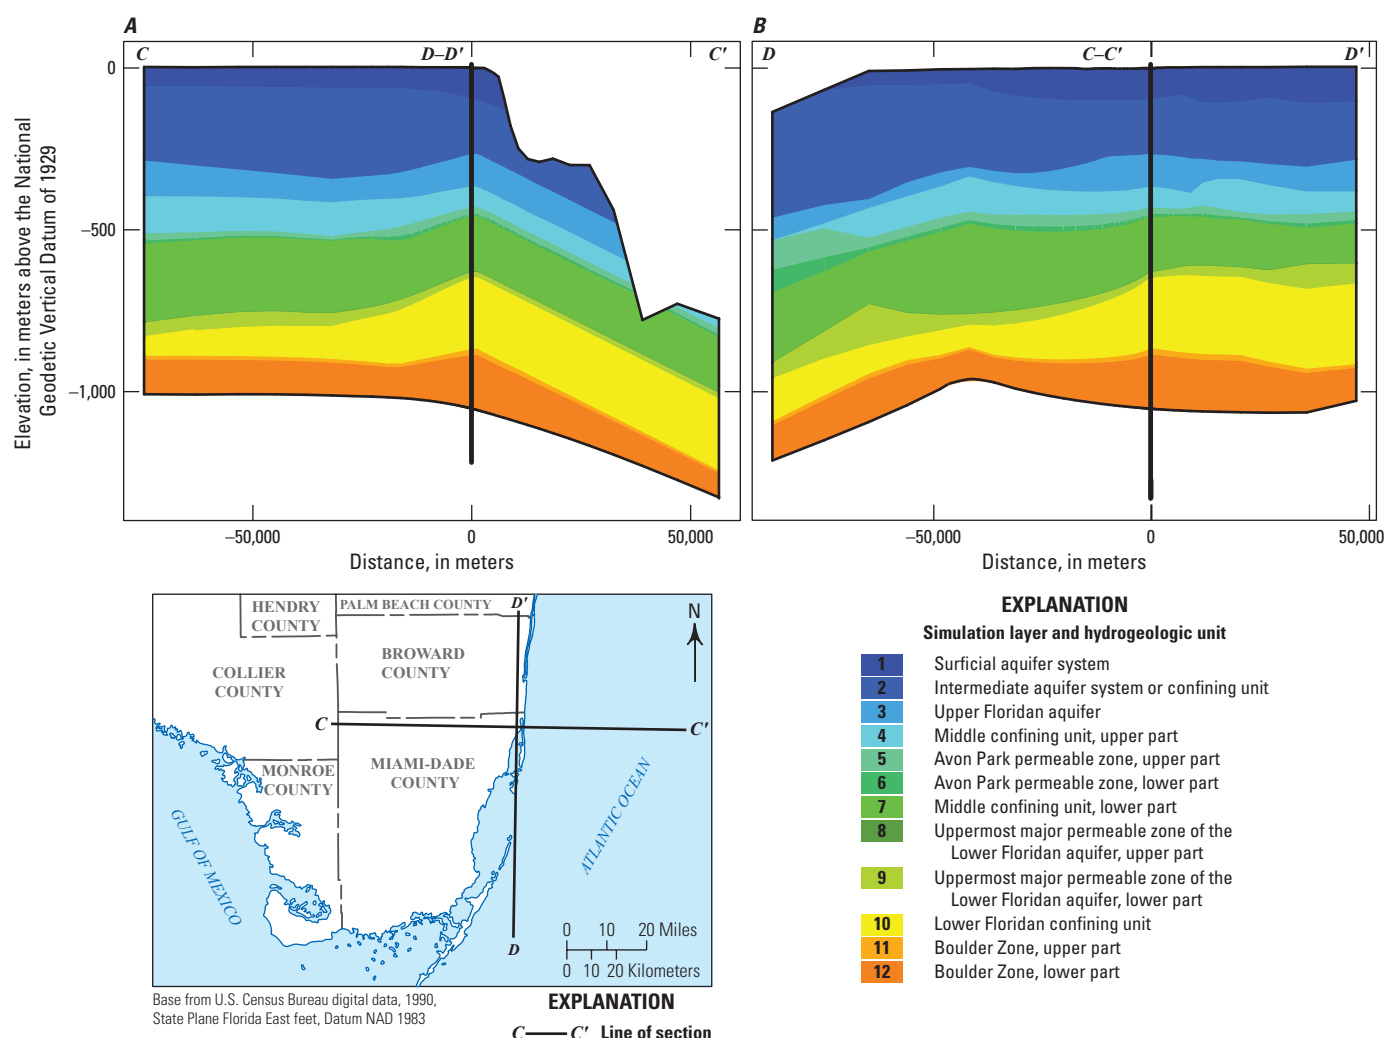 A
C
D–D′
C′
0
–500
–1,000
Elevation, in meters above the National
Geodetic Vertical Datum of 1929
–50,000
0
50,000
Distance, in meters
B
D
C–C′
D′
–50,000
0
50,000
Distance, in meters
HENDRY
COUNTY
PALM BEACH COUNTY
D′
N
BROWARD
COUNTY
COLLIER
COUNTY
C
C′
MONROE
COUNTY
MIAMI-DADE
COUNTY
GULF OF MEXICO
ATLANTIC OCEAN
D
0 10 20 Miles
0 10 20 Kilometers
Base from U.S. Census Bureau digital data, 1990,
State Plane Florida East feet, Datum NAD 1983
EXPLANATION
C C′ Line of section
EXPLANATION
Simulation layer and hydrogeologic unit
1 Surficial aquifer system
2 Intermediate aquifer system or confining unit
3 Upper Floridan aquifer
4 Middle confining unit, upper part
5 Avon Park permeable zone, upper part
6 Avon Park permeable zone, lower part
7 Middle confining unit, lower part
8 Uppermost major permeable zone of the
Lower Floridan aquifer, upper part
9 Uppermost major permeable zone of the
Lower Floridan aquifer, lower part
10 Lower Floridan confining unit
11 Boulder Zone, upper part
12 Boulder Zone, lower part